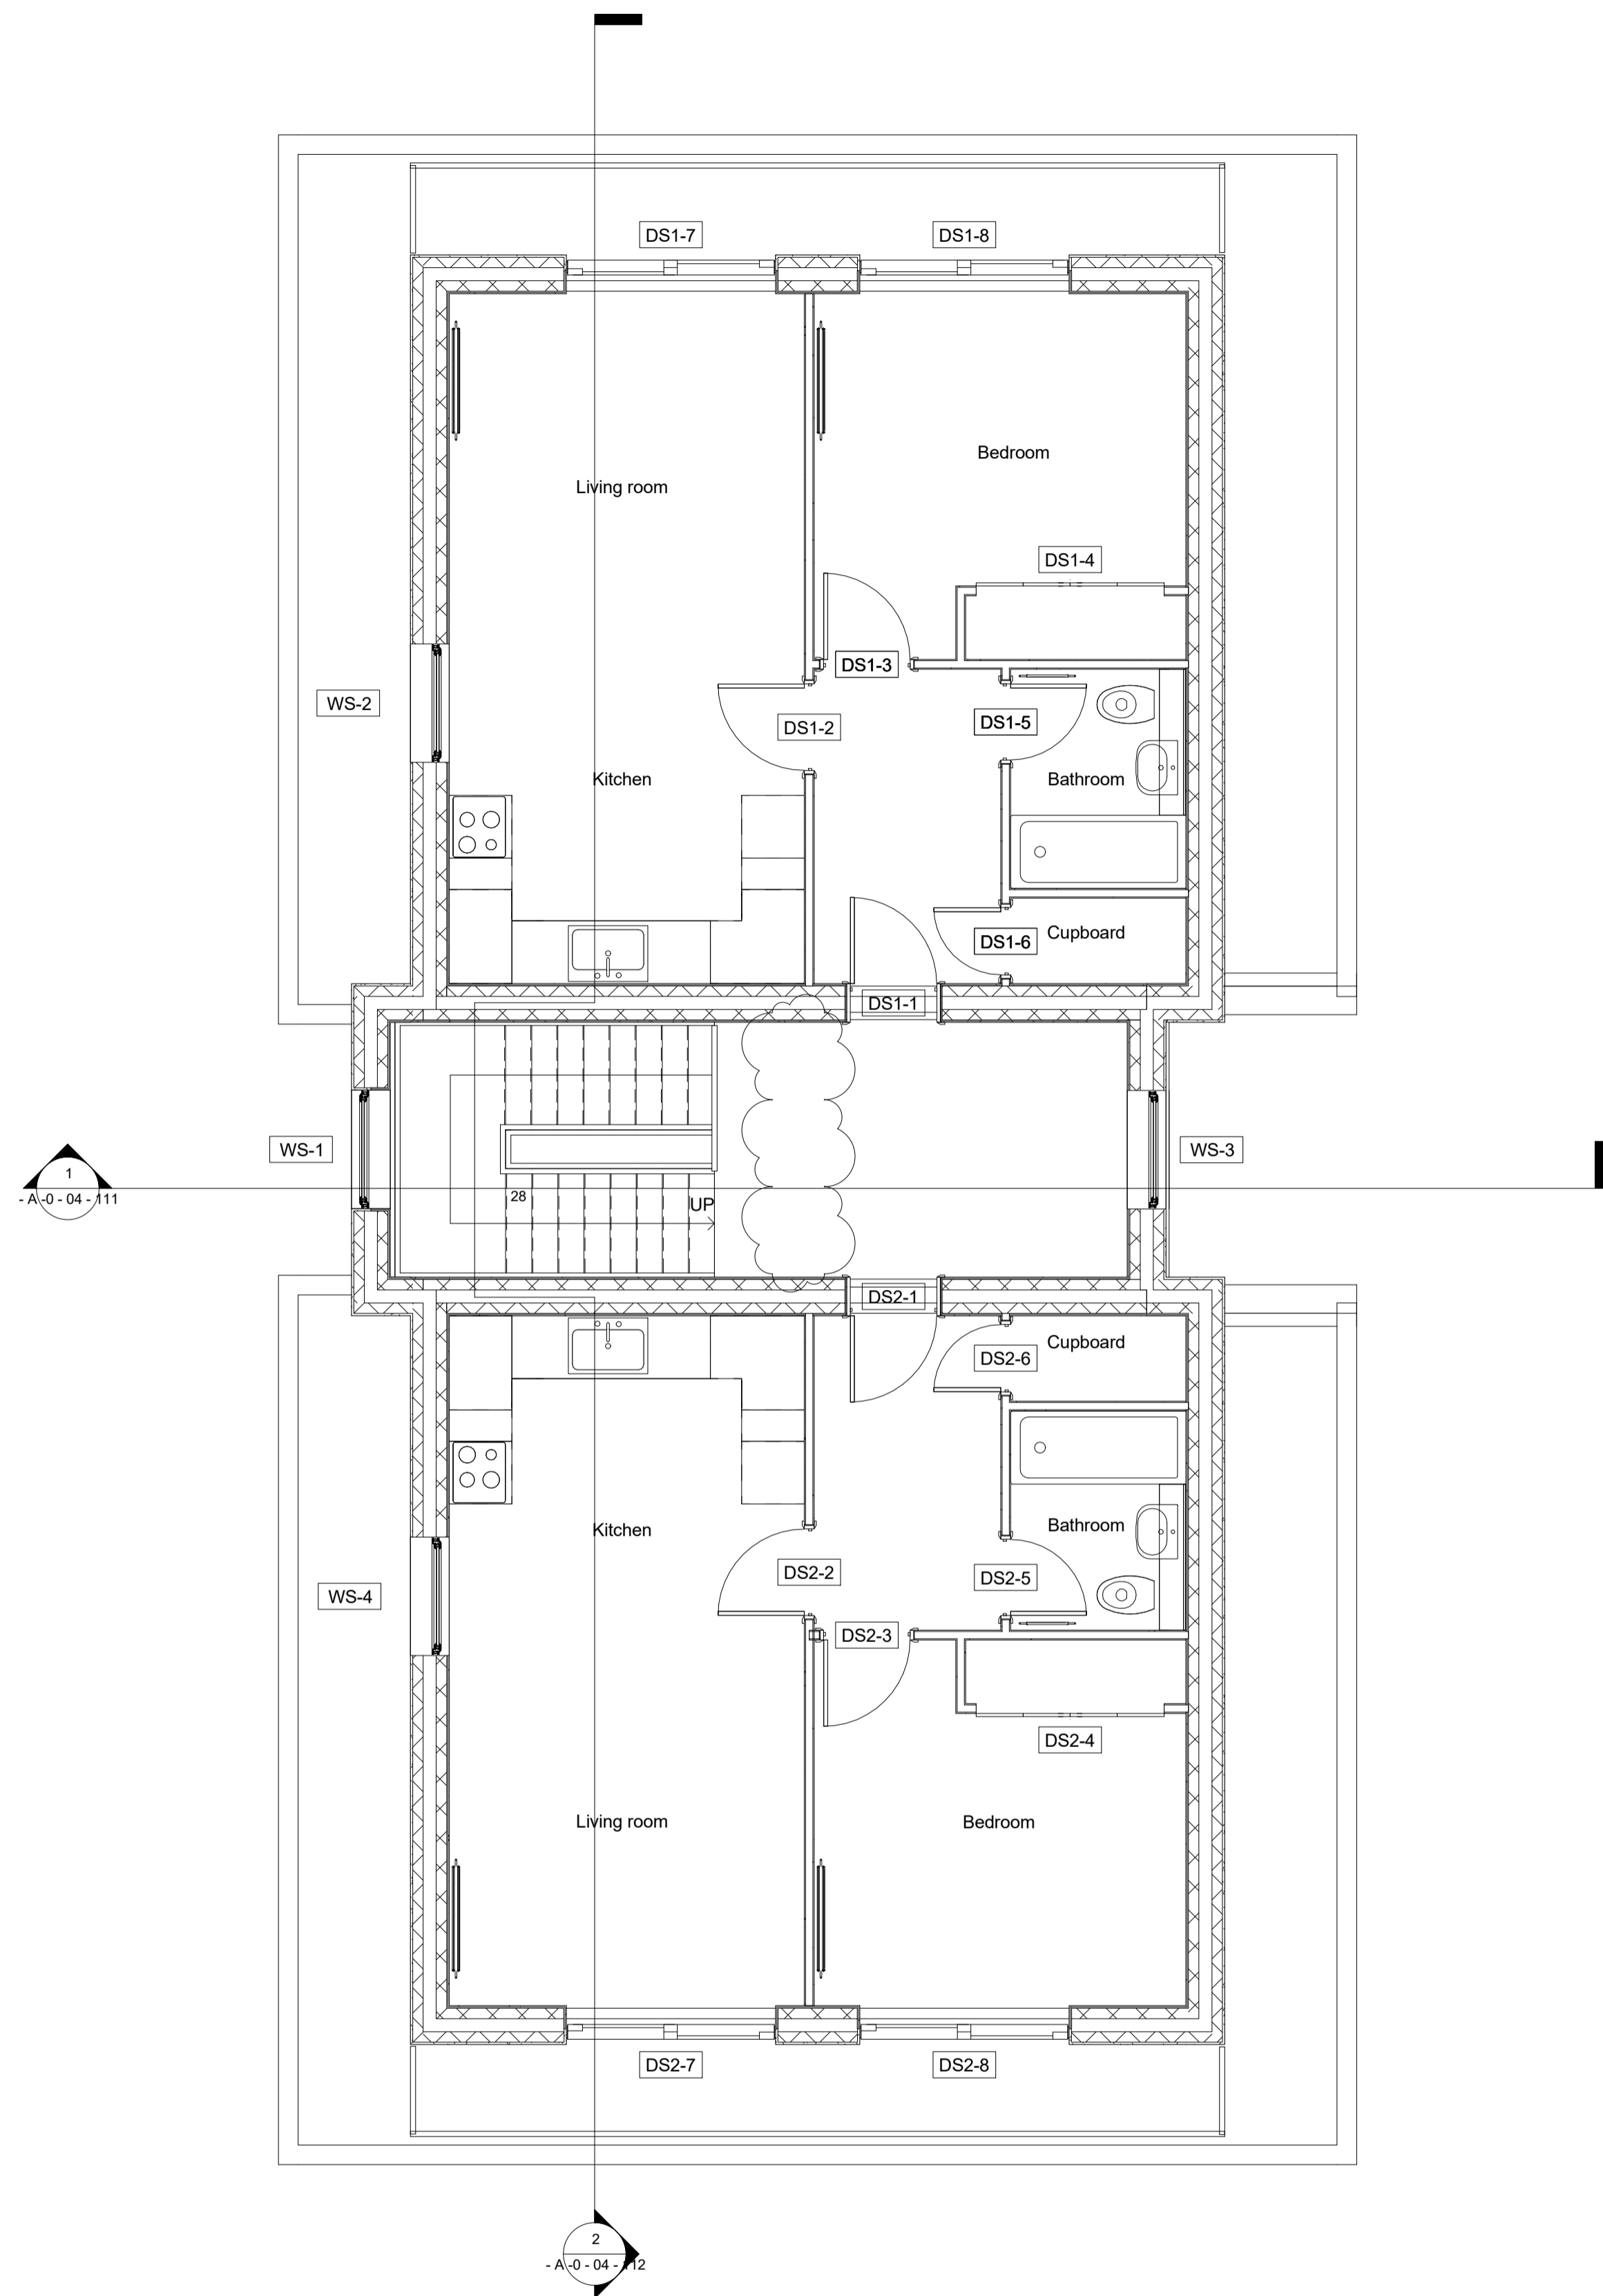 DS1-7
DS1-8
Bedroom
Living room
DS1-4
DS1-3
WS-2
DS1-2
DS1-5
Kitchen
Bathroom
Cupboard
DS1-6
DS1-1
WS-1
WS-3
1
- A -0 - 04 - 111
28
UP
DS2-1
Cupboard
DS2-6
Kitchen
Bathroom
DS2-2
DS2-5
WS-4
DS2-3
DS2-4
Living room
Bedroom
DS2-7
DS2-8
2
- A -0 - 04 - 112